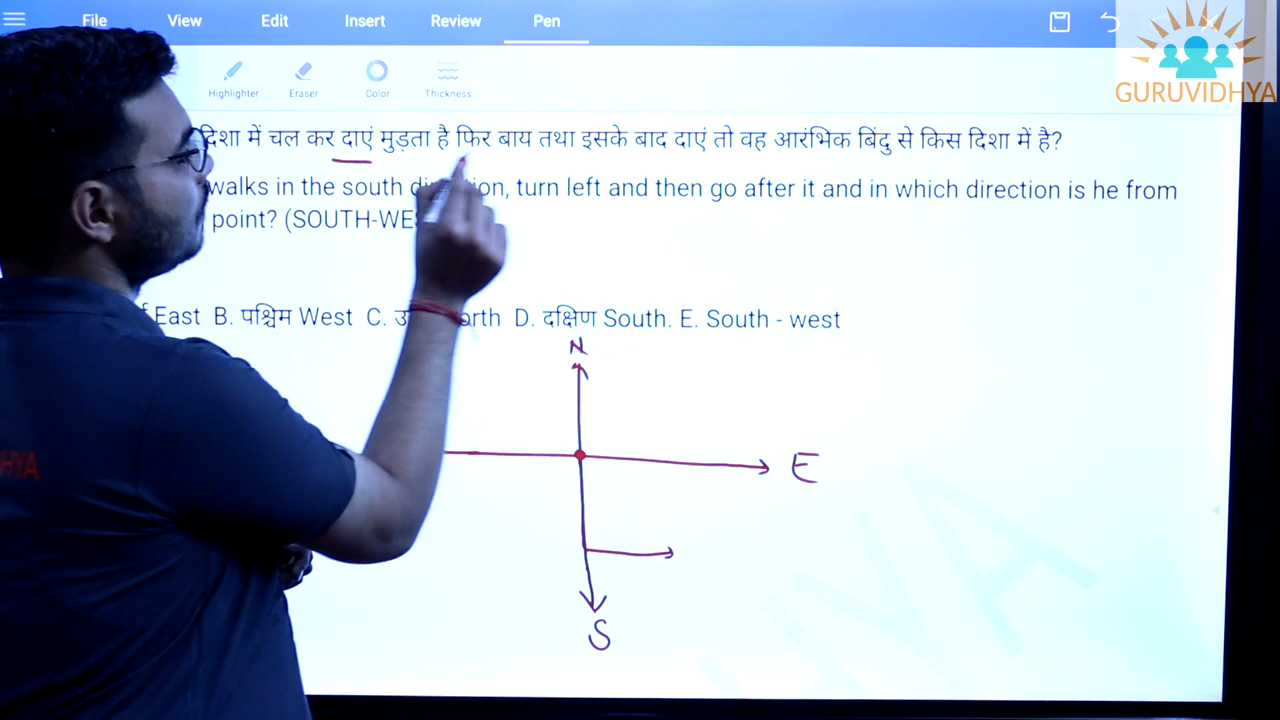 File View Edit Insert Review Pen
GURUVIDHYA
Highlighter Eraser Color Thickness
दिशा में चल कर दाएं मुड़ता है फिर बाय तथा इसके बाद दाएं तो वह आरंभिक बिंदु से किस दिशा में है?
walks in the south turn left and then go after it and in which direction is he from
point? (SOUTH-WE
East B. पश्चिम West C. D. दक्षिण South. E. South - west
N
E
S
HYA